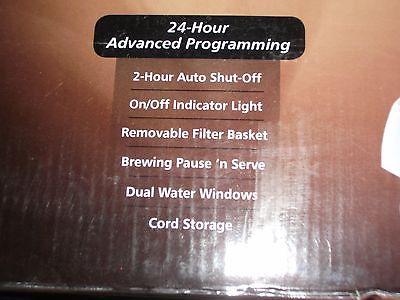 24-Hour
Advanced Programming
2-Hour Auto Shut-Off
On/Off Indicator Light
Removable Filter Basket
Brewing Pause 'n Serve
Dual Water Windows
Cord Storage